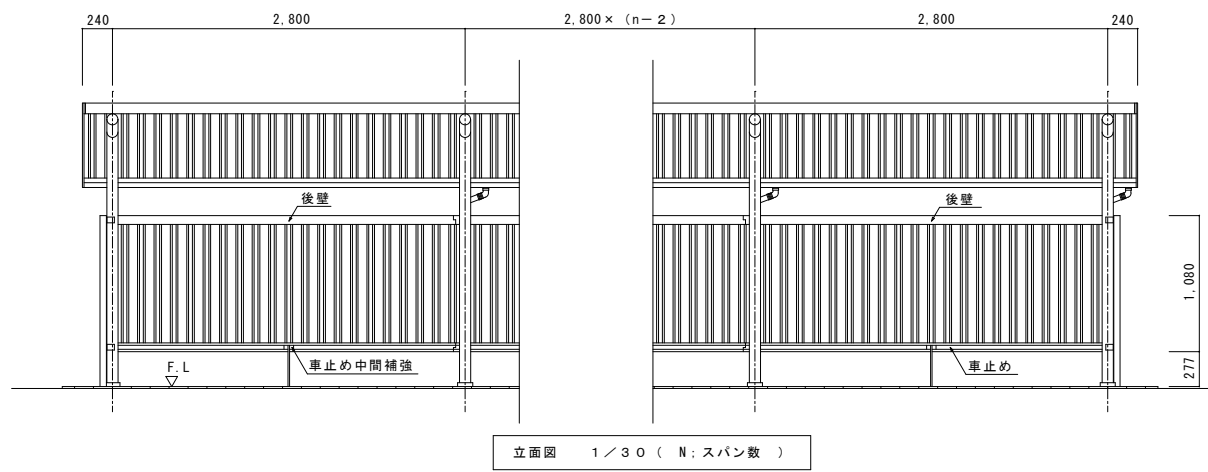 240 2,800 2,800×（n－2） 2,800 240
後壁 後壁
1,080
F.L 車止め中間補強 車止め
277
立面図 1／30（ N；スパン数 ）